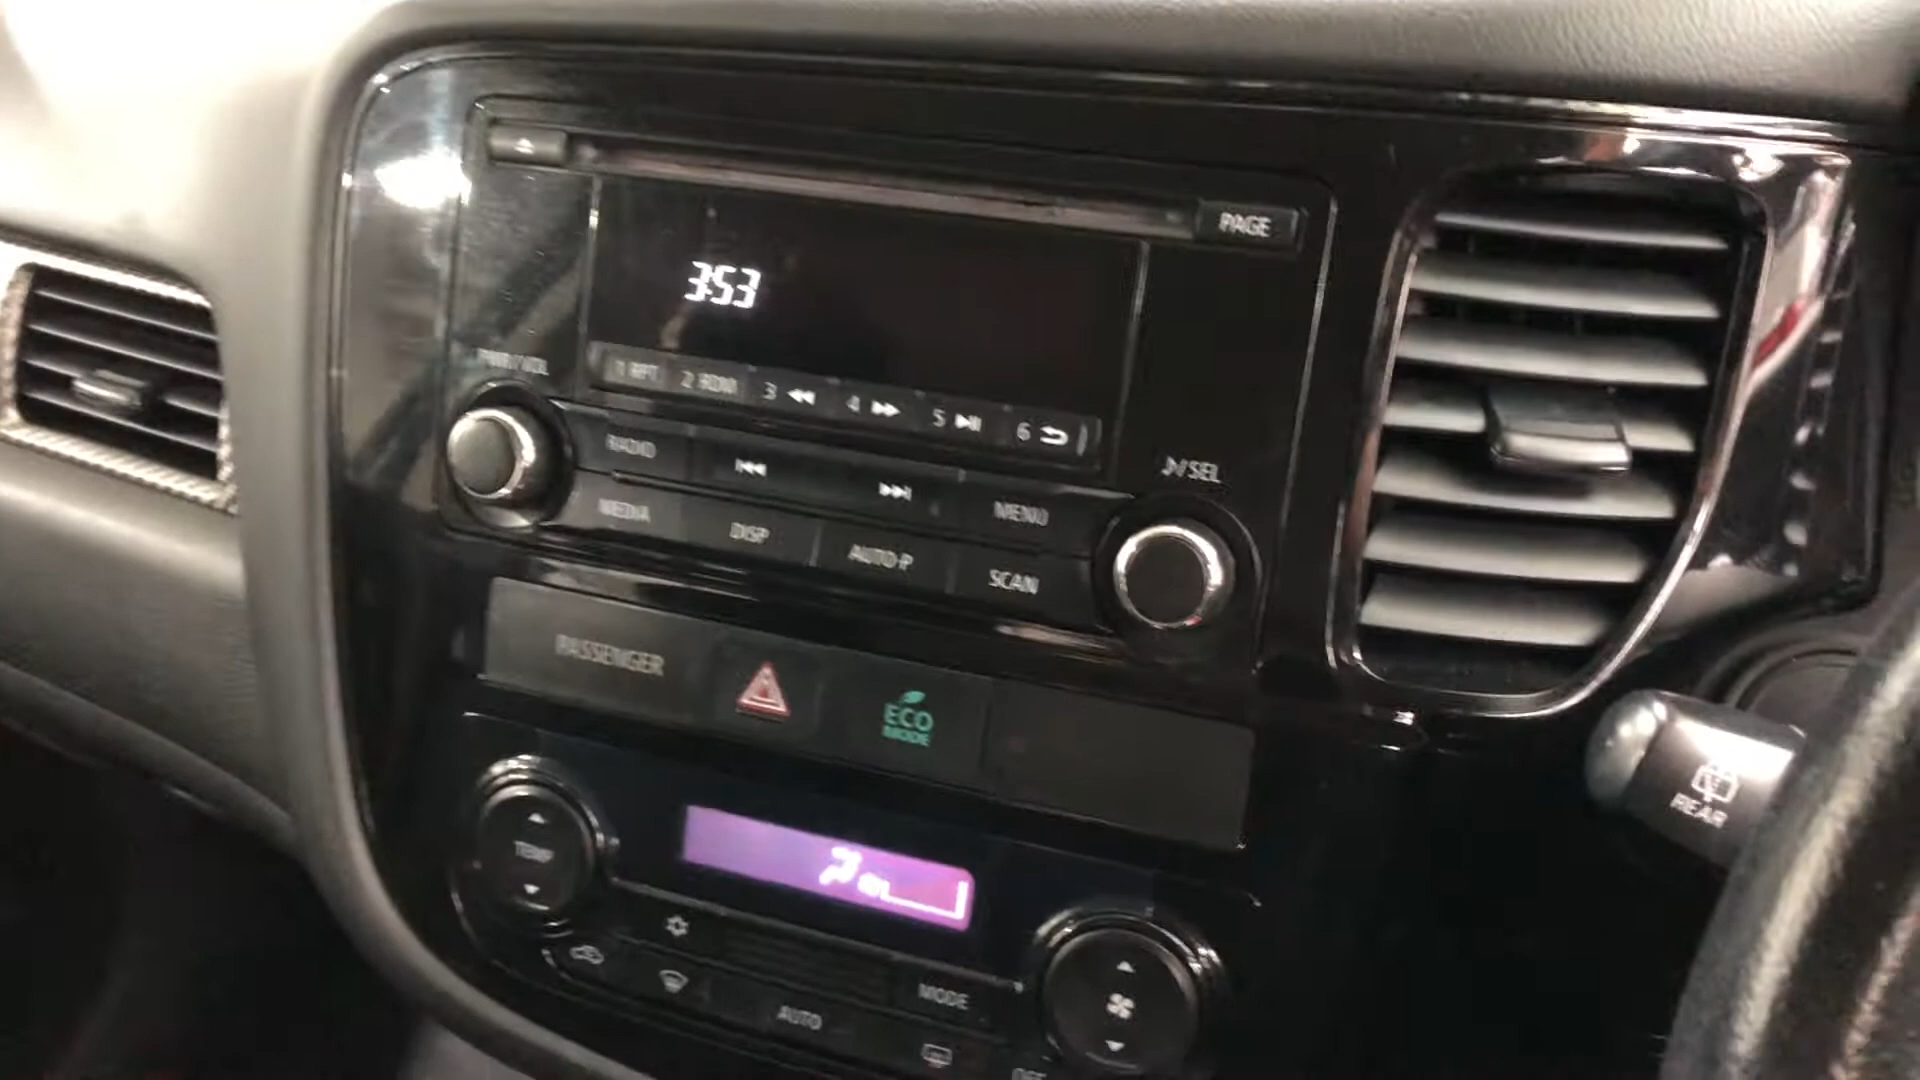 PAGE
3:53
PWR/VOL
1 RPT 2 RDM 3 4 5 6
RADIO
SEL
MEDIA DISP AUTO-P SCAN MENU
PASSENGER
ECO
MODE
TEMP
REAR
MODE
AUTO
OFF